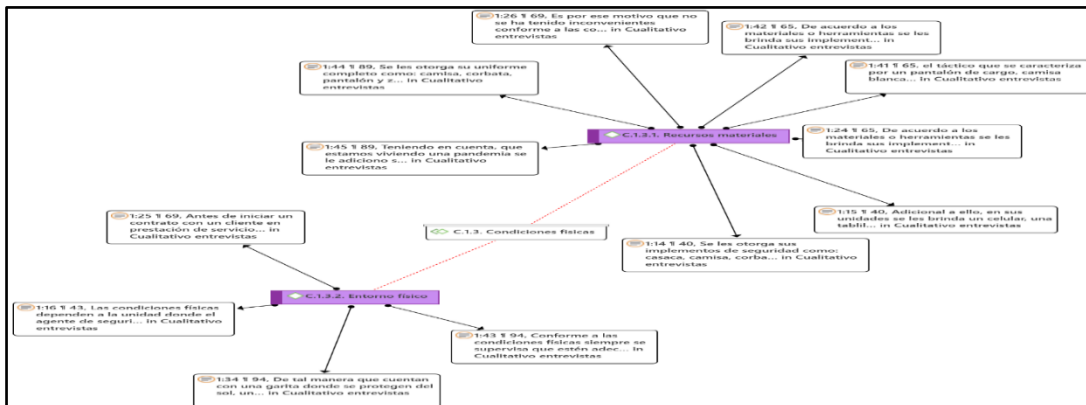 1:26 ¶ 69, Es por ese motivo que no
se ha tenido inconvenientes
conforme a las co... in Cualitativo
entrevistas
1:42 ¶ 65, De acuerdo a los
materiales o herramientas se les
brinda sus implement... in
Cualitativo entrevistas
1:44 ¶ 89, Se les otorga su uniforme
completo como: camisa, corbata,
pantalón y z... in Cualitativo
entrevistas
1:41 ¶ 65, el táctico que se caracteriza
por un pantalón de cargo, camisa
blanca... in Cualitativo entrevistas
C.1.3.1. Recursos materiales
1:24 ¶ 65, De acuerdo a los
materiales o herramientas se les
brinda sus implement... in
Cualitativo entrevistas
1:45 ¶ 89, Teniendo en cuenta, que
estamos viviendo una pandemia se
le adiciono s... in Cualitativo
entrevistas
1:25 ¶ 69, Antes de iniciar un
contrato con un cliente en
prestación de servicio... in
Cualitativo entrevistas
C.1.3. Condiciones físicas
1:15 ¶ 40, Adicional a ello, en sus
unidades se les brinda un celular, una
tablil... in Cualitativo entrevistas
1:14 ¶ 40, Se les otorga sus
implementos de seguridad como:
casaca, camisa, corba... in
Cualitativo entrevistas
C.1.3.2. Entorno físico
1:16 ¶ 43, Las condiciones físicas
dependen a la unidad donde el
agente de seguri... in Cualitativo
entrevistas
1:43 ¶ 94, Conforme a las
condiciones físicas siempre se
supervisa que estén adec... in
Cualitativo entrevistas
1:34 ¶ 94, De tal manera que cuentan
con una garita donde se protegen del
sol, un... in Cualitativo entrevistas